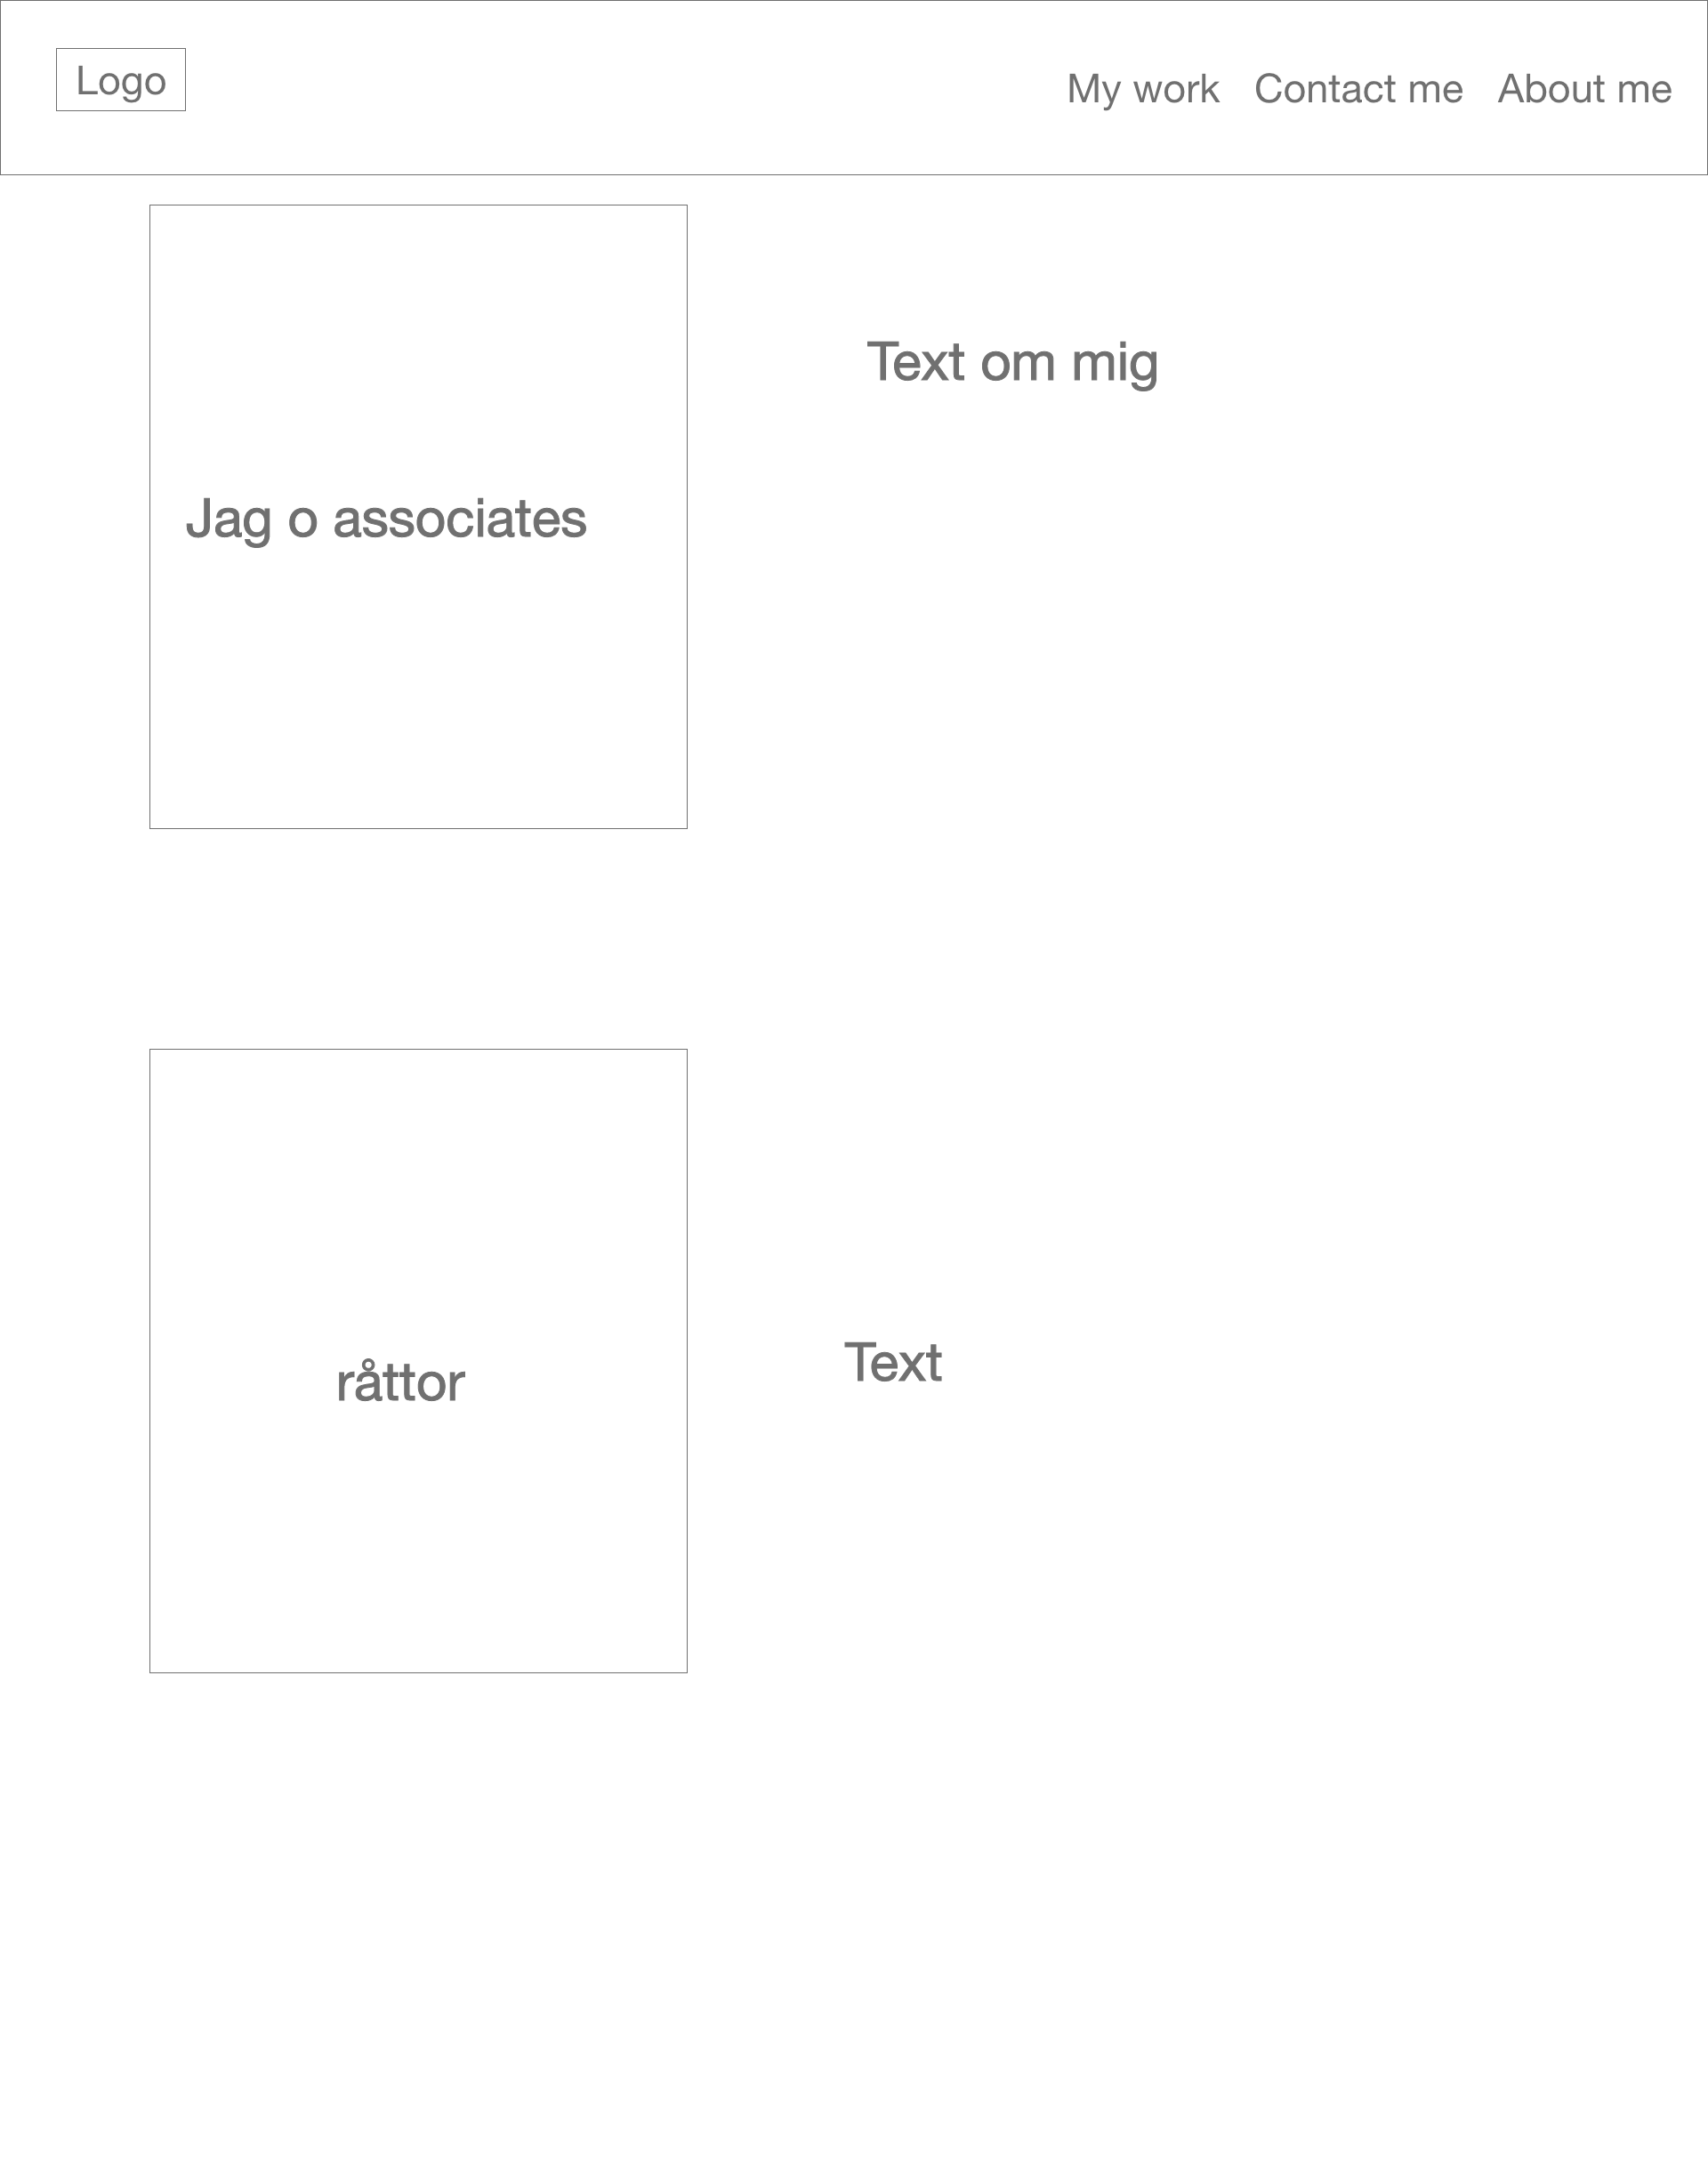 Logo
My work Contact me About me
Text om mig
Jag o associates
Text
råttor